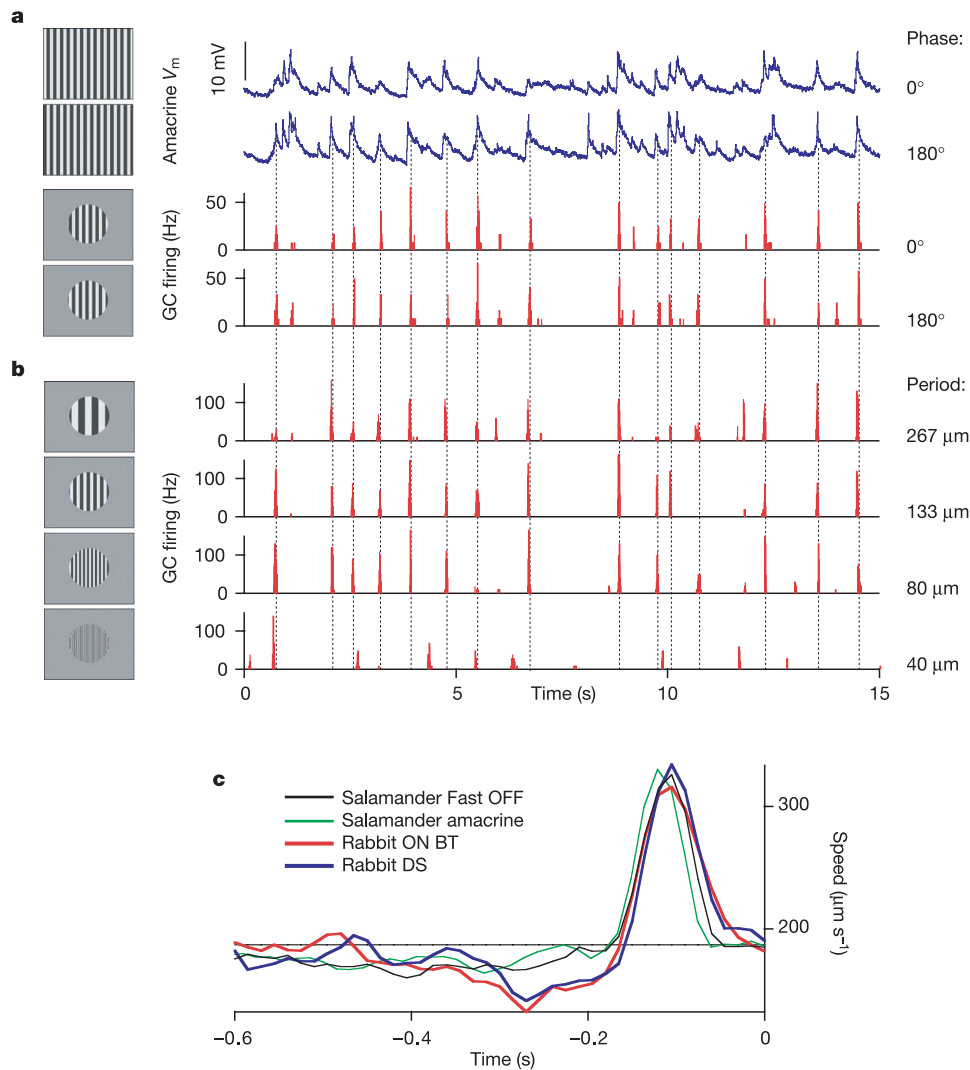 a
Amacrine Vm
10 mV
Phase:
0°
180°
GC firing (Hz)
50
0
0°
50
0
180°
b
GC firing (Hz)
Period:
100
0
267 μm
100
0
133 μm
100
0
80 μm
100
0
40 μm
0
5
10
15
Time (s)
c
Salamander Fast OFF
Salamander amacrine
Rabbit ON BT
Rabbit DS
300
200
Speed (μm s⁻¹)
–0.6
–0.4
–0.2
0
Time (s)